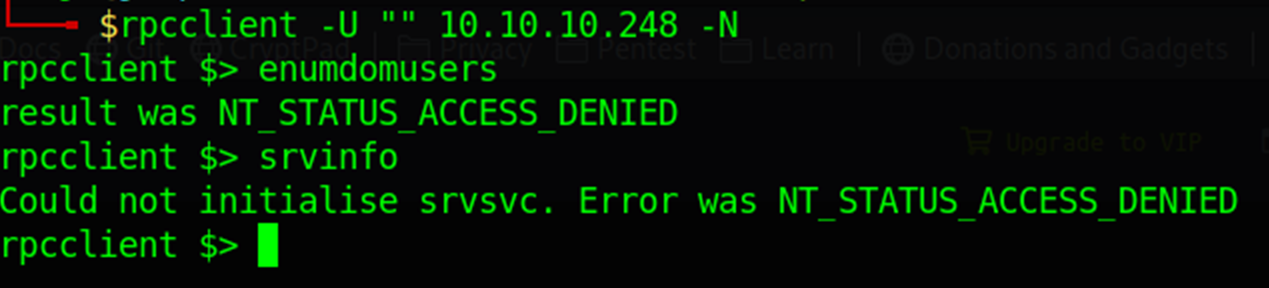 $rpcclient -U "" 10.10.10.248 -N
Docs Git CryptPad Privacy Pentest Learn Donations and Gadgets
rpcclient $> enumdomusers
result was NT_STATUS_ACCESS_DENIED
Upgrade to VIP
rpcclient $> srvinfo
Could not initialise srvsvc. Error was NT_STATUS_ACCESS_DENIED
rpcclient $>